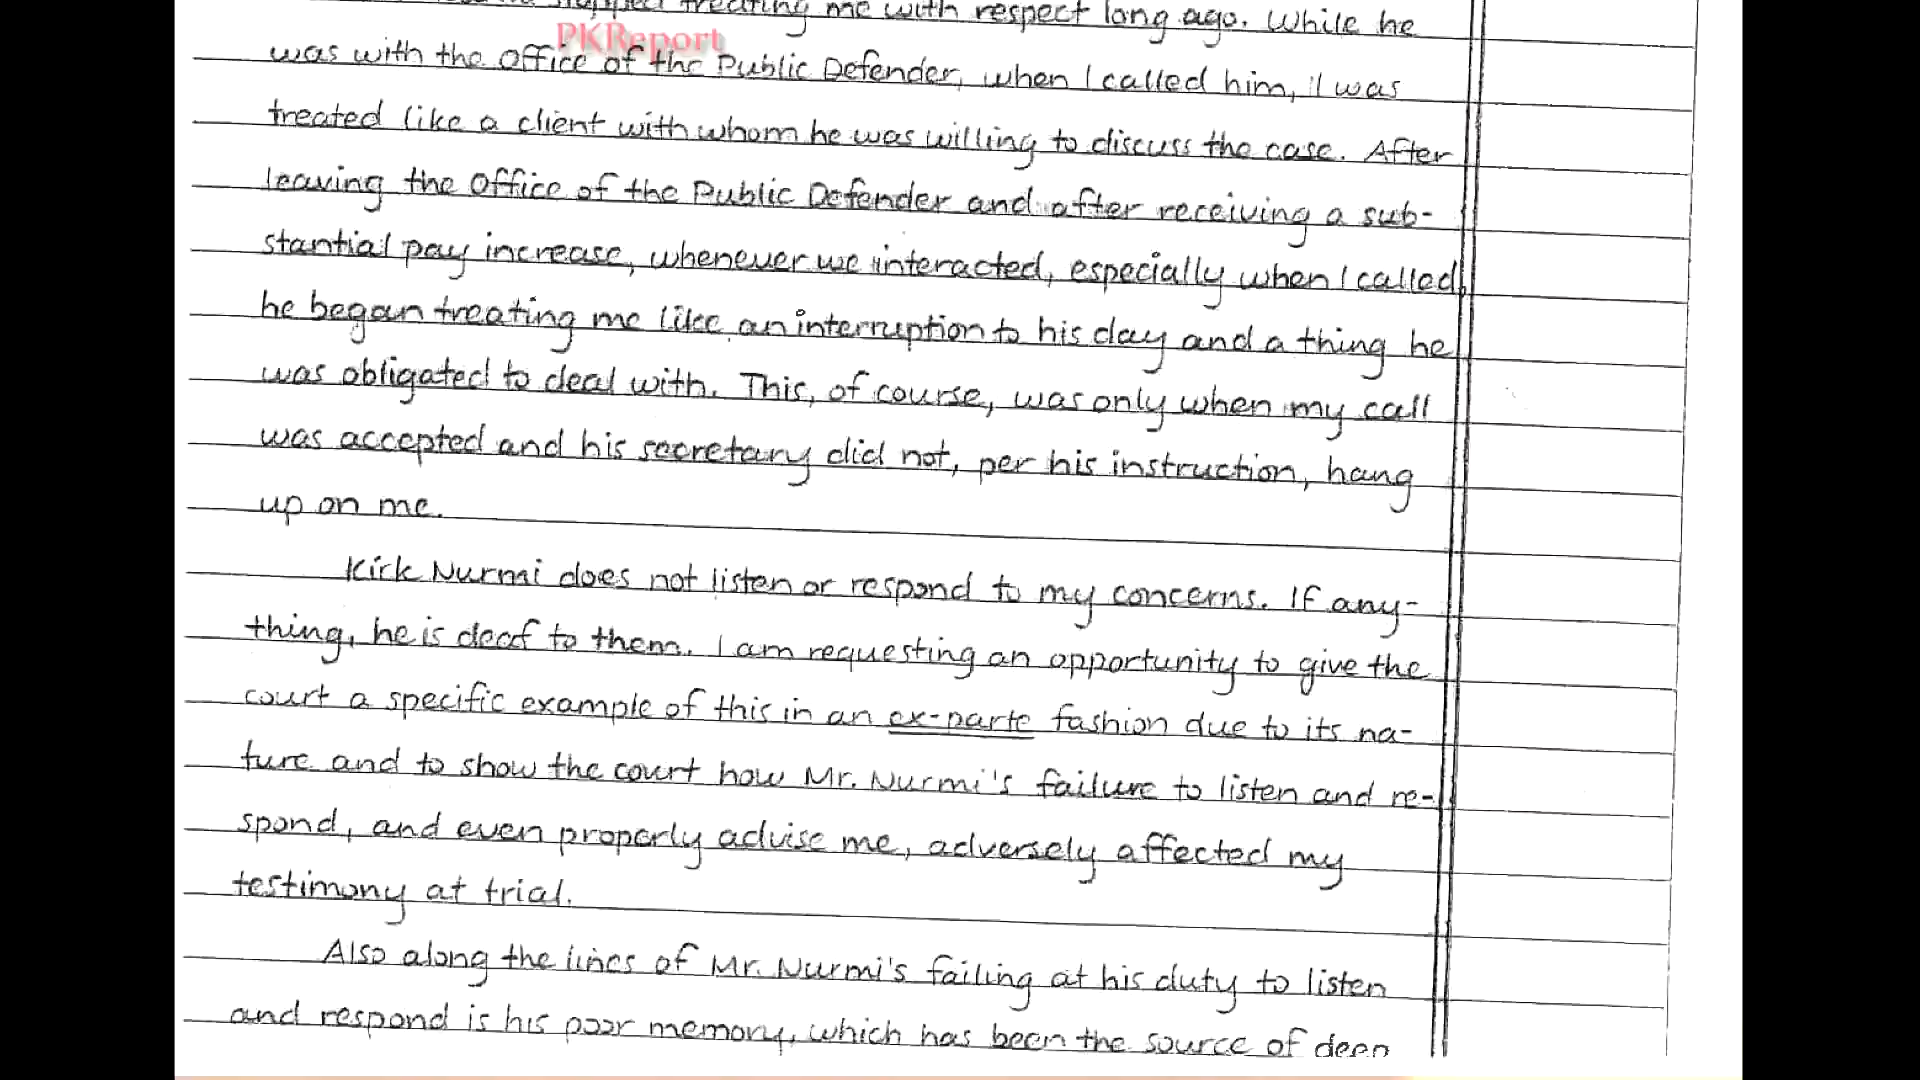 stopped treating me with respect long ago. While he
PKReport
was with the Office of the Public Defender, when I called him, I was
treated like a client with whom he was willing to discuss the case. After
leaving the Office of the Public Defender and after receiving a sub-
stantial pay increase, whenever we interacted, especially when I called,
he began treating me like an interruption to his day and a thing he
was obligated to deal with. This, of course, was only when my call
was accepted and his secretary did not, per his instruction, hang
up on me.
Kirk Nurmi does not listen or respond to my concerns. If any-
thing, he is deaf to them. I am requesting an opportunity to give the
court a specific example of this in an ex-parte fashion due to its na-
ture and to show the court how Mr. Nurmi's failure to listen and re-
spond, and even properly advise me, adversely affected my
testimony at trial.
Also along the lines of Mr. Nurmi's failing at his duty to listen
and respond is his poor memory, which has been the source of deep